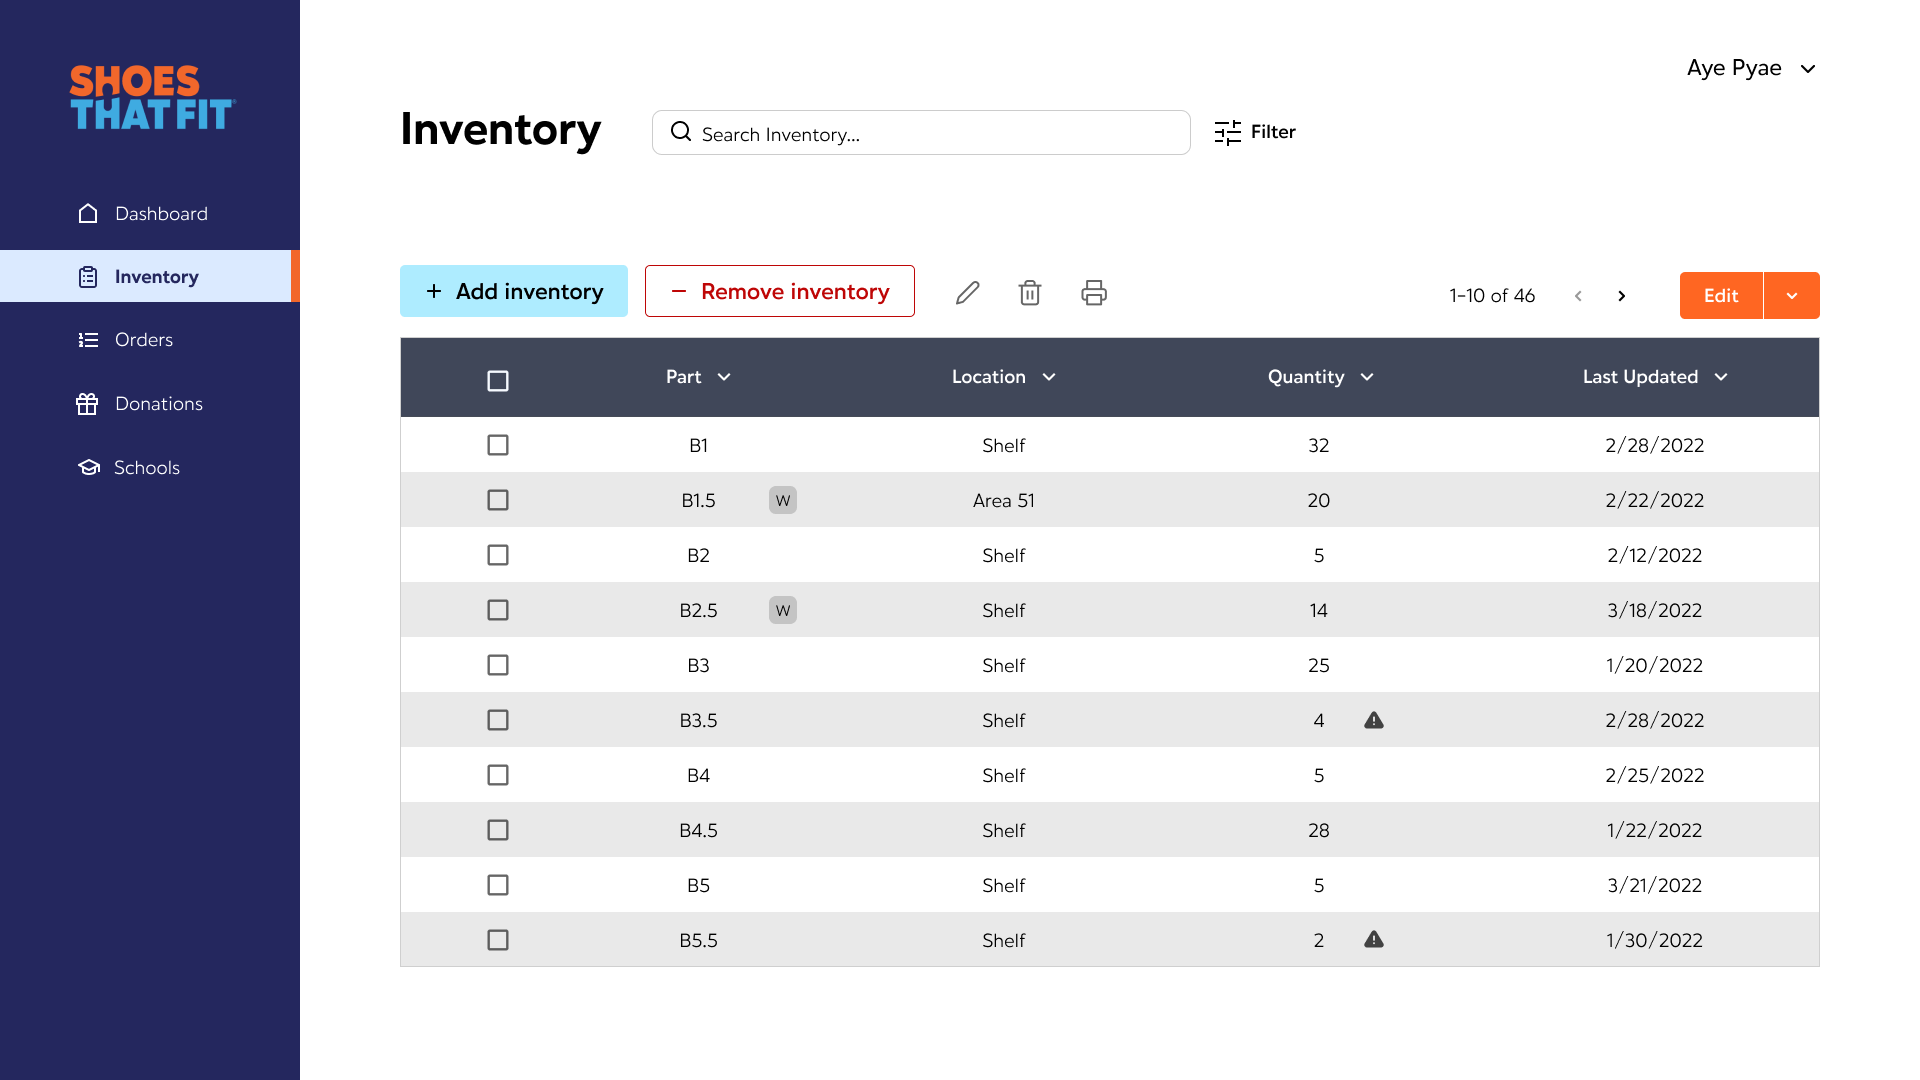 Aye Pyae
SHOES
THAT FIT
Inventory
Search Inventory...
Filter
Dashboard
Inventory
Orders
Donations
Schools
+ Add inventory
− Remove inventory
1-10 of 46
Edit
Part Location Quantity Last Updated
B1 Shelf 32 2/28/2022
B1.5 W Area 51 20 2/22/2022
B2 Shelf 5 2/12/2022
B2.5 W Shelf 14 3/18/2022
B3 Shelf 25 1/20/2022
B3.5 Shelf 4 2/28/2022
B4 Shelf 5 2/25/2022
B4.5 Shelf 28 1/22/2022
B5 Shelf 5 3/21/2022
B5.5 Shelf 2 1/30/2022